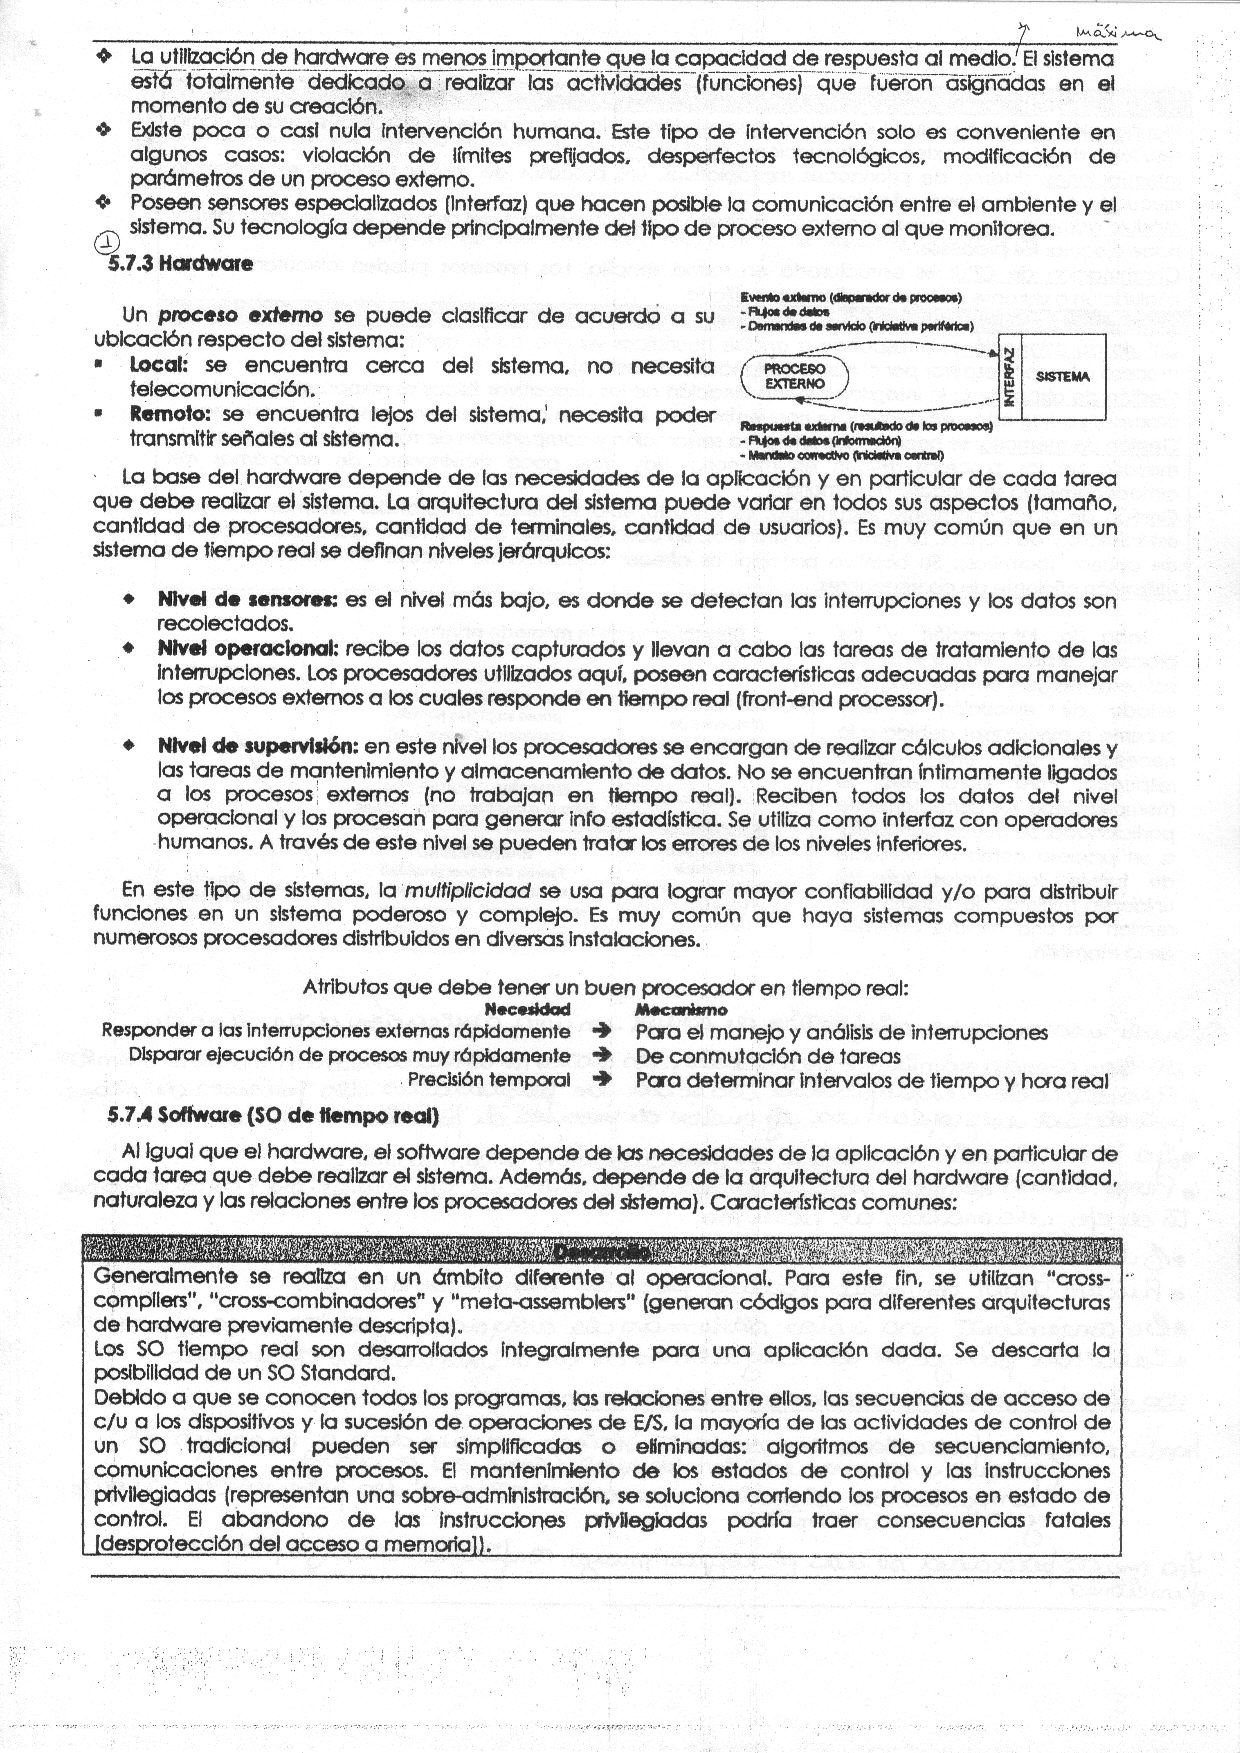 máxima
❖ La utilización de hardware es menos importante que la capacidad de respuesta al medio. El sistema
está totalmente dedicado a realizar las actividades (funciones) que fueron asignadas en el
momento de su creación.
❖ Existe poca o casi nula intervención humana. Este tipo de intervención solo es conveniente en
algunos casos: violación de límites prefijados, desperfectos tecnológicos, modificación de
parámetros de un proceso externo.
❖ Poseen sensores especializados (Interfaz) que hacen posible la comunicación entre el ambiente y el
sistema. Su tecnología depende principalmente del tipo de proceso externo al que monitorea.
1
5.7.3 Hardware
Un proceso externo se puede clasificar de acuerdo a su
ubicación respecto del sistema:
▪ Local: se encuentra cerca del sistema, no necesita
telecomunicación.
▪ Remoto: se encuentra lejos del sistema, necesita poder
transmitir señales al sistema.
Evento externo (disparador de procesos)
- Flujos de datos
- Demandas de servicio (iniciativa periférica)
PROCESO
EXTERNO
INTERFAZ
SISTEMA
Respuesta externa (resultado de los procesos)
- Flujos de datos (información)
- Mandato correctivo (iniciativa central)
La base del hardware depende de las necesidades de la aplicación y en particular de cada tarea
que debe realizar el sistema. La arquitectura del sistema puede variar en todos sus aspectos (tamaño,
cantidad de procesadores, cantidad de terminales, cantidad de usuarios). Es muy común que en un
sistema de tiempo real se definan niveles jerárquicos:
♦ Nivel de sensores: es el nivel más bajo, es donde se detectan las interrupciones y los datos son
recolectados.
♦ Nivel operacional: recibe los datos capturados y llevan a cabo las tareas de tratamiento de las
interrupciones. Los procesadores utilizados aquí, poseen características adecuadas para manejar
los procesos externos a los cuales responde en tiempo real (front-end processor).
♦ Nivel de supervisión: en este nivel los procesadores se encargan de realizar cálculos adicionales y
las tareas de mantenimiento y almacenamiento de datos. No se encuentran íntimamente ligados
a los procesos externos (no trabajan en tiempo real). Reciben todos los datos del nivel
operacional y los procesan para generar info estadística. Se utiliza como interfaz con operadores
humanos. A través de este nivel se pueden tratar los errores de los niveles inferiores.
En este tipo de sistemas, la multiplicidad se usa para lograr mayor confiabilidad y/o para distribuir
funciones en un sistema poderoso y complejo. Es muy común que haya sistemas compuestos por
numerosos procesadores distribuidos en diversas instalaciones.
Atributos que debe tener un buen procesador en tiempo real:
Necesidad Mecanismo
Responder a las interrupciones externas rápidamente ➔ Para el manejo y análisis de interrupciones
Disparar ejecución de procesos muy rápidamente ➔ De conmutación de tareas
Precisión temporal ➔ Para determinar intervalos de tiempo y hora real
5.7.4 Software (SO de tiempo real)
Al igual que el hardware, el software depende de las necesidades de la aplicación y en particular de
cada tarea que debe realizar el sistema. Además, depende de la arquitectura del hardware (cantidad,
naturaleza y las relaciones entre los procesadores del sistema). Características comunes:
Desarrollo
Generalmente se realiza en un ámbito diferente al operacional. Para este fin, se utilizan "cross-
compilers", "cross-combinadores" y "meta-assemblers" (generan códigos para diferentes arquitecturas
de hardware previamente descripta).
Los SO tiempo real son desarrollados integralmente para una aplicación dada. Se descarta la
posibilidad de un SO Standard.
Debido a que se conocen todos los programas, las relaciones entre ellos, las secuencias de acceso de
c/u a los dispositivos y la sucesión de operaciones de E/S, la mayoría de las actividades de control de
un SO tradicional pueden ser simplificadas o eliminadas: algoritmos de secuenciamiento,
comunicaciones entre procesos. El mantenimiento de los estados de control y las instrucciones
privilegiadas (representan una sobre-administración, se soluciona corriendo los procesos en estado de
control. El abandono de las instrucciones privilegiadas podría traer consecuencias fatales
[desprotección del acceso a memoria]).